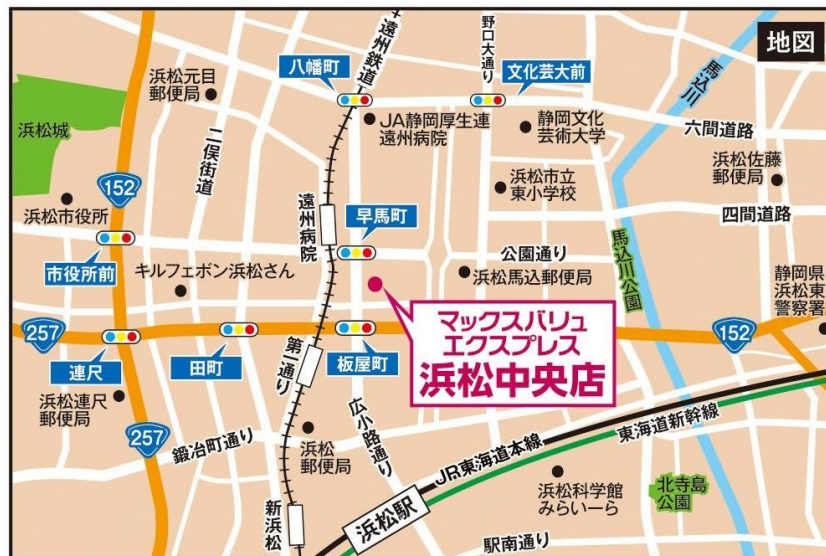 地図
遠州鉄道
野口大通り
馬込川
八幡町
文化芸大前
浜松元目
郵便局
二俣街道
JA静岡厚生連
遠州病院
静岡文化
芸術大学
六間道路
浜松城
浜松佐藤
郵便局
152
浜松市立
東小学校
浜松市役所
遠州病院
早馬町
四間道路
市役所前
公園通り
馬込川公園
キルフェボン浜松さん
浜松馬込郵便局
静岡県
浜松東
警察署
マックスバリュ
エクスプレス
浜松中央店
257
連尺
田町
第一通り
板屋町
152
浜松連尺
郵便局
257
鍛冶町通り
浜松
郵便局
広小路通り
JR東海道本線
東海道新幹線
新浜松
浜松駅
浜松科学館
みらいーら
北寺島
公園
駅南通り